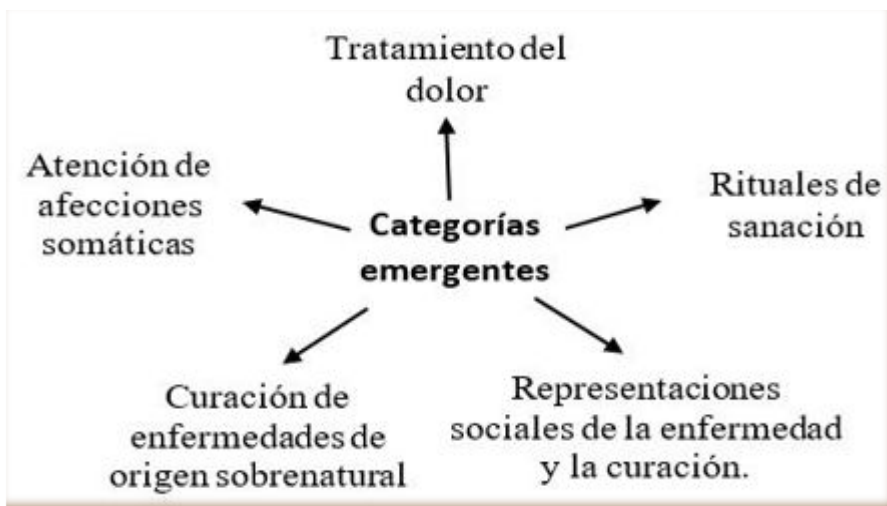 Tratamiento del
dolor
Atención de
afecciones
somáticas
Rituales de
sanación
Categorías
emergentes
Curación de
enfermedades de
origen sobrenatural
Representaciones
sociales de la enfermedad
y la curación.